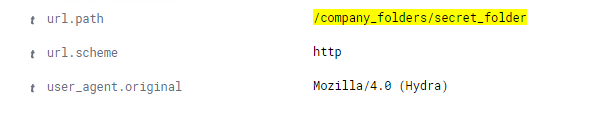 t url.path /company_folders/secret_folder
t url.scheme http
t user_agent.original Mozilla/4.0 (Hydra)